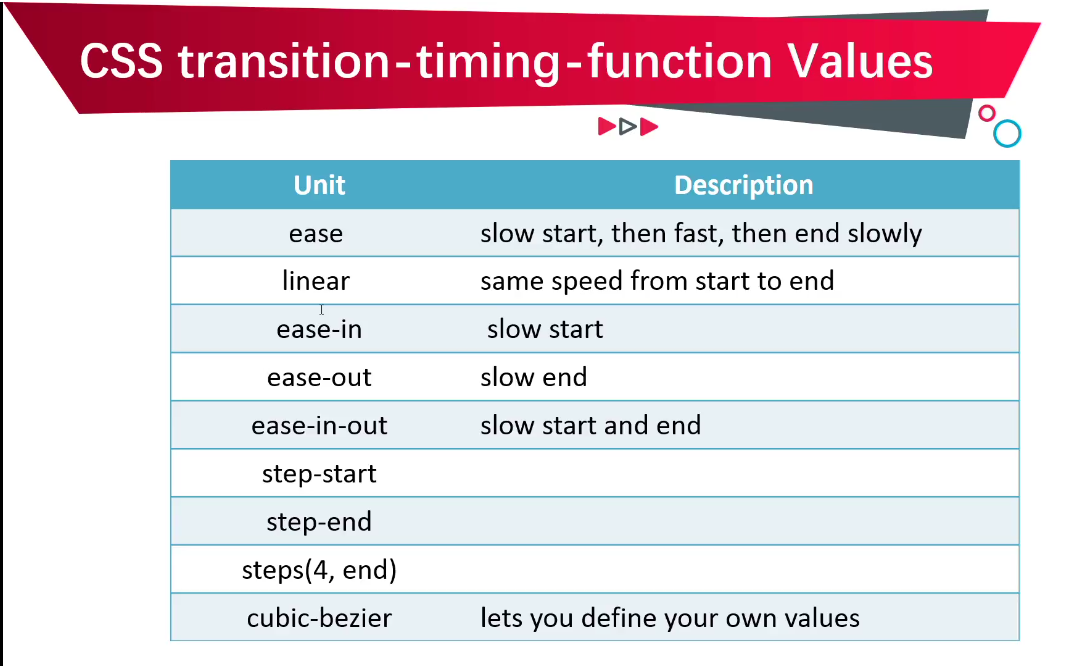 CSS transition-timing-function Values
Unit Description
ease slow start, then fast, then end slowly
linear same speed from start to end
ease-in slow start
ease-out slow end
ease-in-out slow start and end
step-start
step-end
steps(4, end)
cubic-bezier lets you define your own values